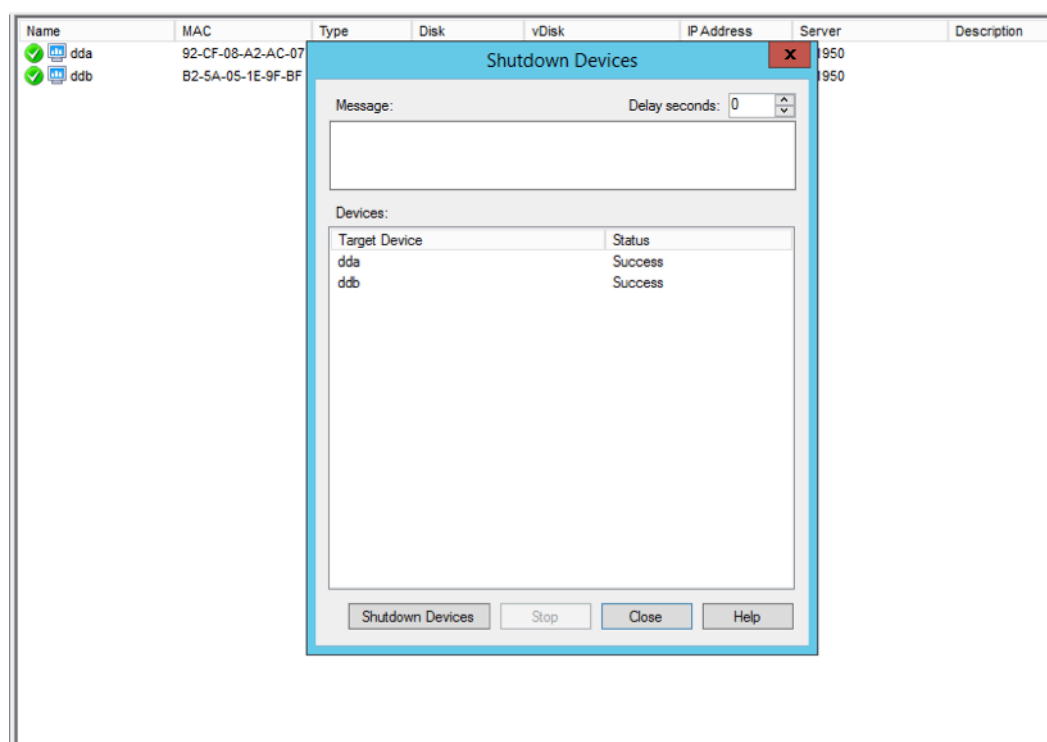 Name MAC Type Disk vDisk IP Address Server Description
dda 92-CF-08-A2-AC-07 1950
ddb B2-5A-05-1E-9F-BF 1950
Shutdown Devices x
Message: Delay seconds: 0
Devices:
Target Device Status
dda Success
ddb Success
Shutdown Devices Stop Close Help